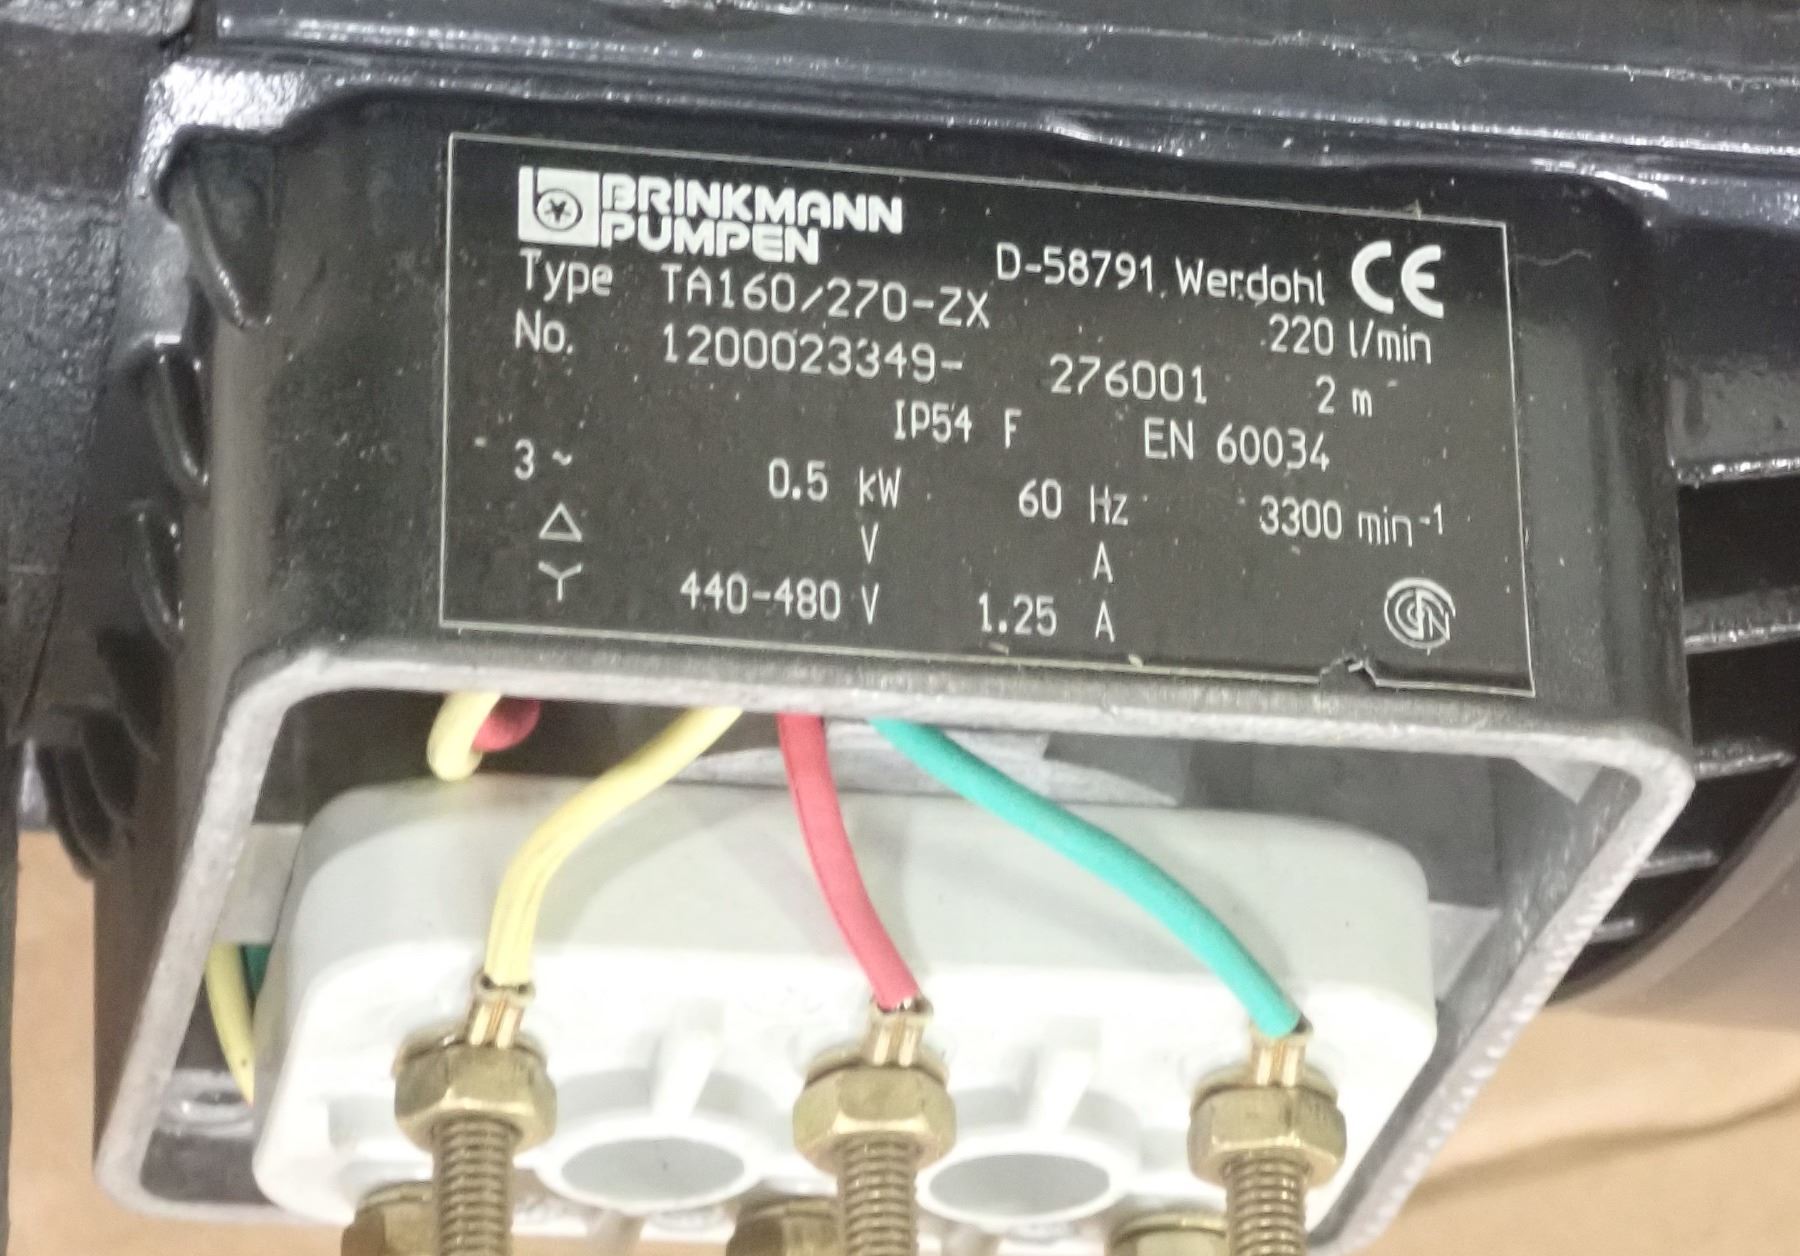 BRINKMANN
PUMPEN
D-58791 Werdohl CE
Type TA160/270-ZX 220 l/min
No. 1200023349- 276001 2 m
IP54 F EN 60034
3 ~ 0.5 kW 60 Hz 3300 min-1
△ V A
Y 440-480 V 1.25 A